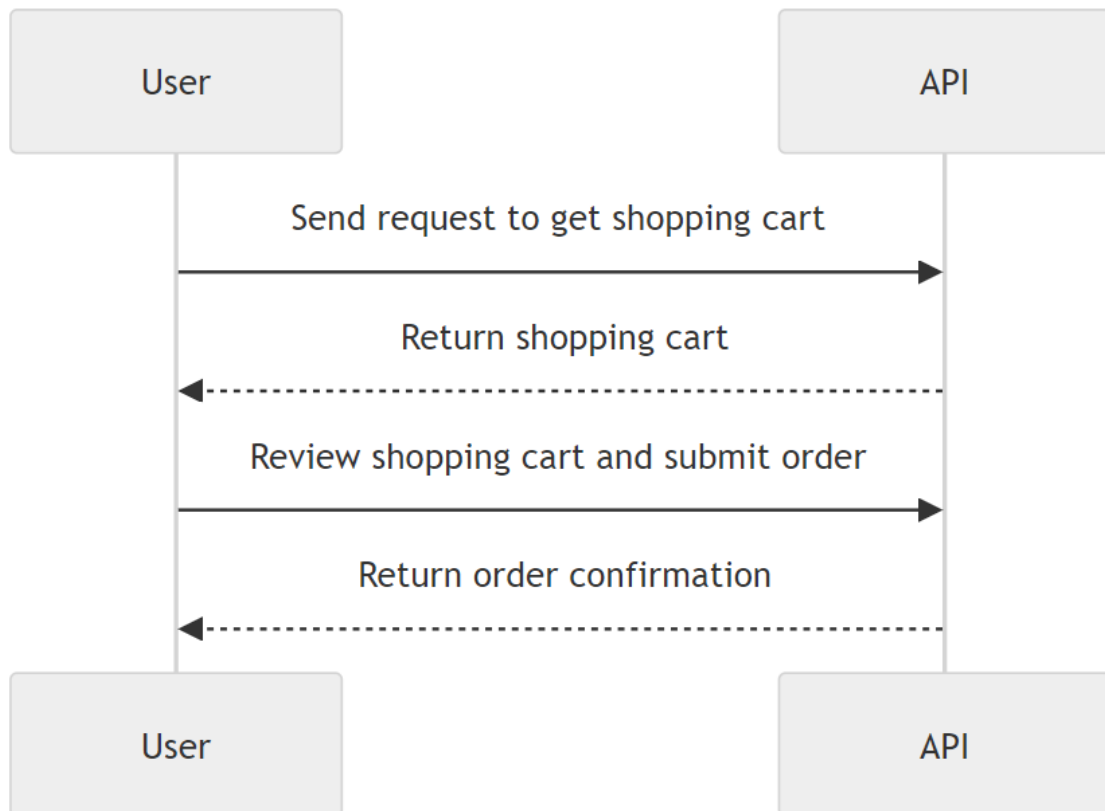 User
API
Send request to get shopping cart
Return shopping cart
Review shopping cart and submit order
Return order confirmation
User
API